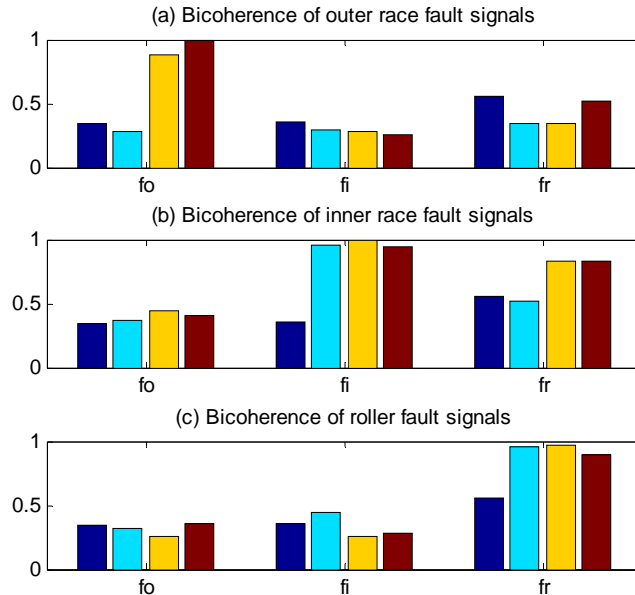 (a) Bicoherence of outer race fault signals
1
0.5
0
fo fi fr
(b) Bicoherence of inner race fault signals
1
0.5
0
fo fi fr
(c) Bicoherence of roller fault signals
1
0.5
0
fo fi fr